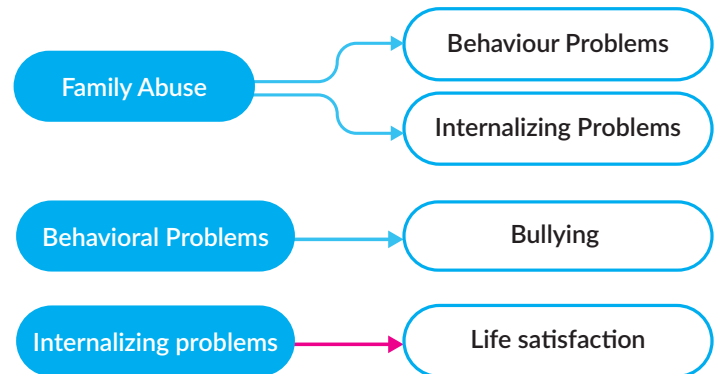 Family Abuse
Behaviour Problems
Internalizing Problems
Behavioral Problems
Bullying
Internalizing problems
Life satisfaction